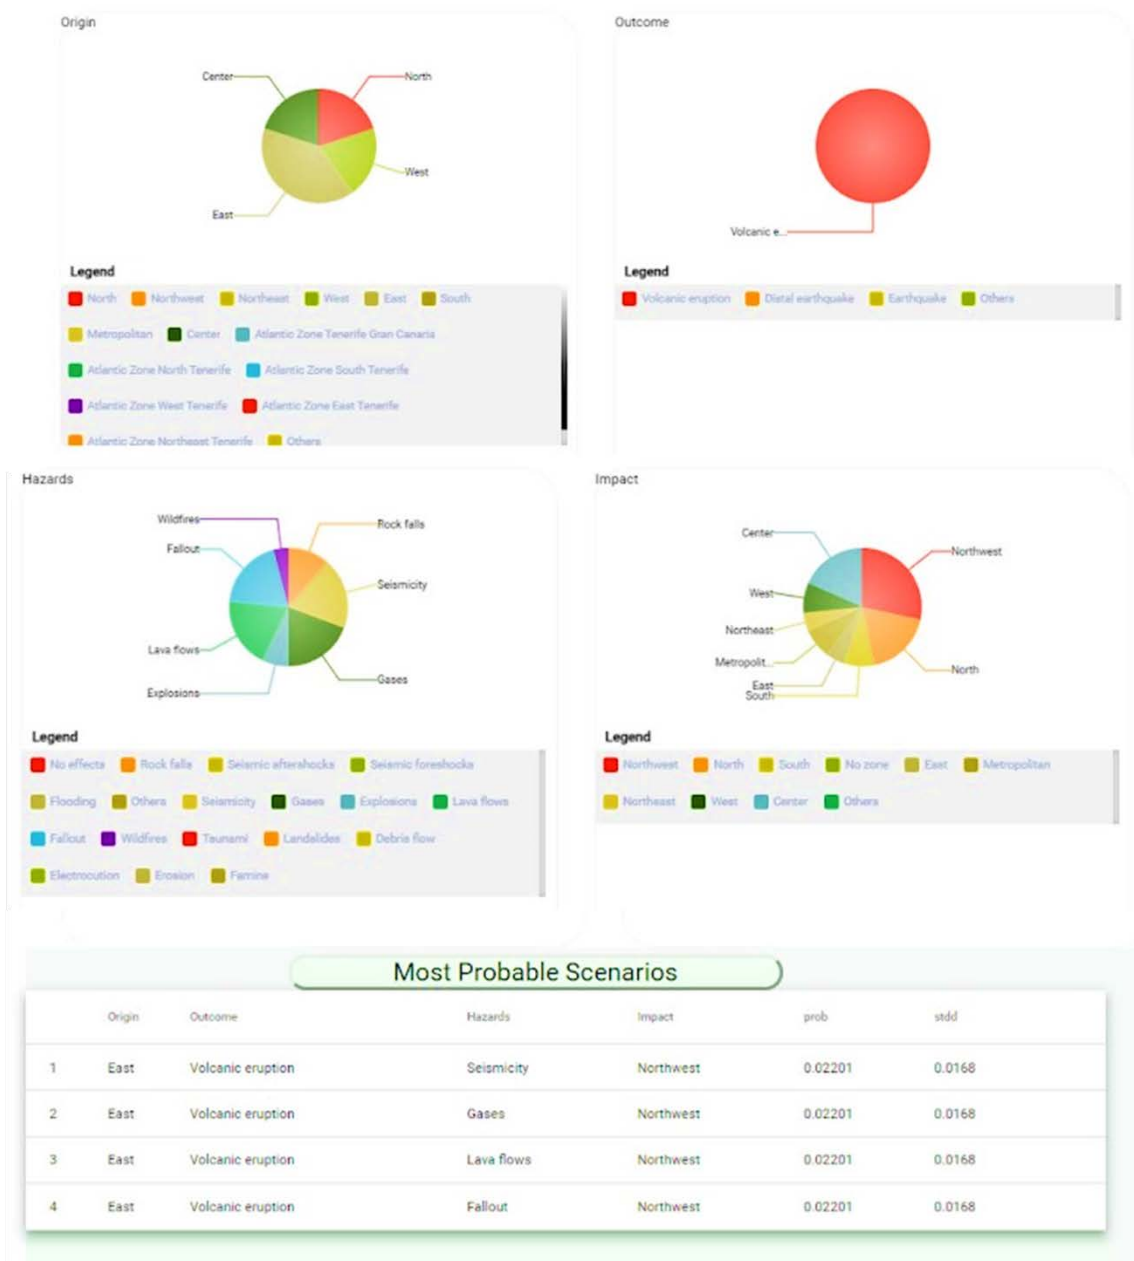 Origin
Center
North
West
East
Legend
North Northwest Northeast West East South
Metropolitan Center Atlantic Zone Tenerife Gran Canaria
Atlantic Zone North Tenerife Atlantic Zone South Tenerife
Atlantic Zone West Tenerife Atlantic Zone East Tenerife
Atlantic Zone Northeast Tenerife Others
Outcome
Volcanic e...
Legend
Volcanic eruption Distal earthquake Earthquake Others
Hazards
Wildfires
Rock falls
Fallout
Seismicity
Lava flows
Gases
Explosions
Legend
No effects Rock falls Seismic aftershocks Seismic foreshocks
Flooding Others Seismicity Gases Explosions Lava flows
Fallout Wildfires Tsunami Landslides Debris flow
Electrocution Erosion Famine
Impact
Center
Northwest
West
Northeast
Metropolit...
North
East
South
Legend
Northwest North South No zone East Metropolitan
Northeast West Center Others
Most Probable Scenarios
Origin Outcome Hazards Impact prob stdd
1 East Volcanic eruption Seismicity Northwest 0.02201 0.0168
2 East Volcanic eruption Gases Northwest 0.02201 0.0168
3 East Volcanic eruption Lava flows Northwest 0.02201 0.0168
4 East Volcanic eruption Fallout Northwest 0.02201 0.0168